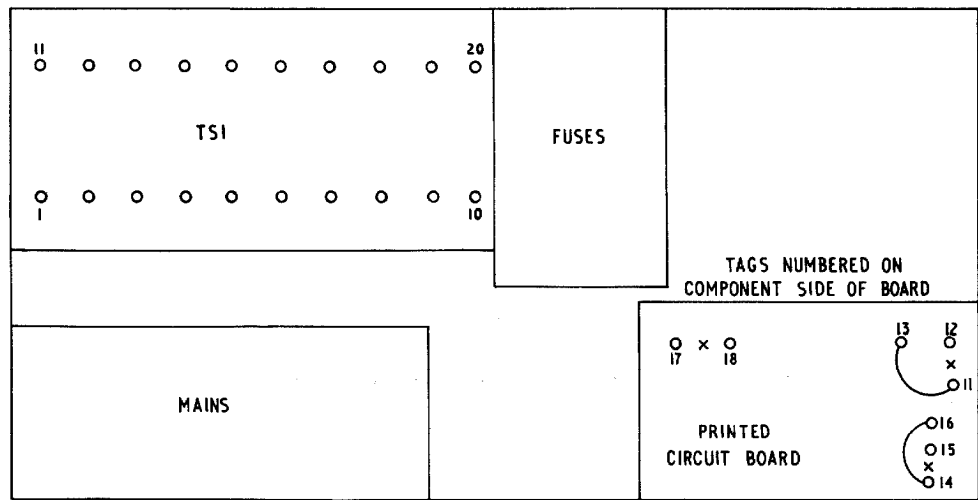 11 20
TS1
FUSES
1 10
TAGS NUMBERED ON
COMPONENT SIDE OF BOARD
13 12
17 18
11
MAINS
16
PRINTED
15
CIRCUIT BOARD
14